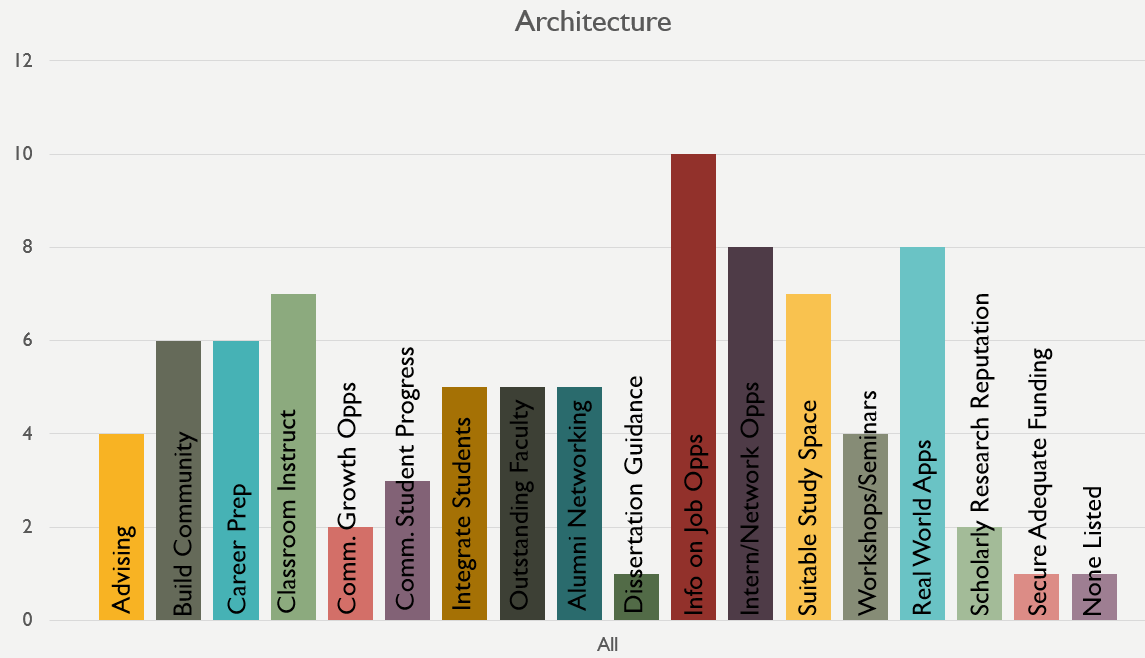 Architecture
12
10
8
6
4
2
0
Advising
Build Community
Career Prep
Classroom Instruct
Comm. Growth Opps
Comm. Student Progress
Integrate Students
Outstanding Faculty
Alumni Networking
Dissertation Guidance
Info on Job Opps
Intern/Network Opps
Suitable Study Space
Workshops/Seminars
Real World Apps
Scholarly Research Reputation
Secure Adequate Funding
None Listed
All